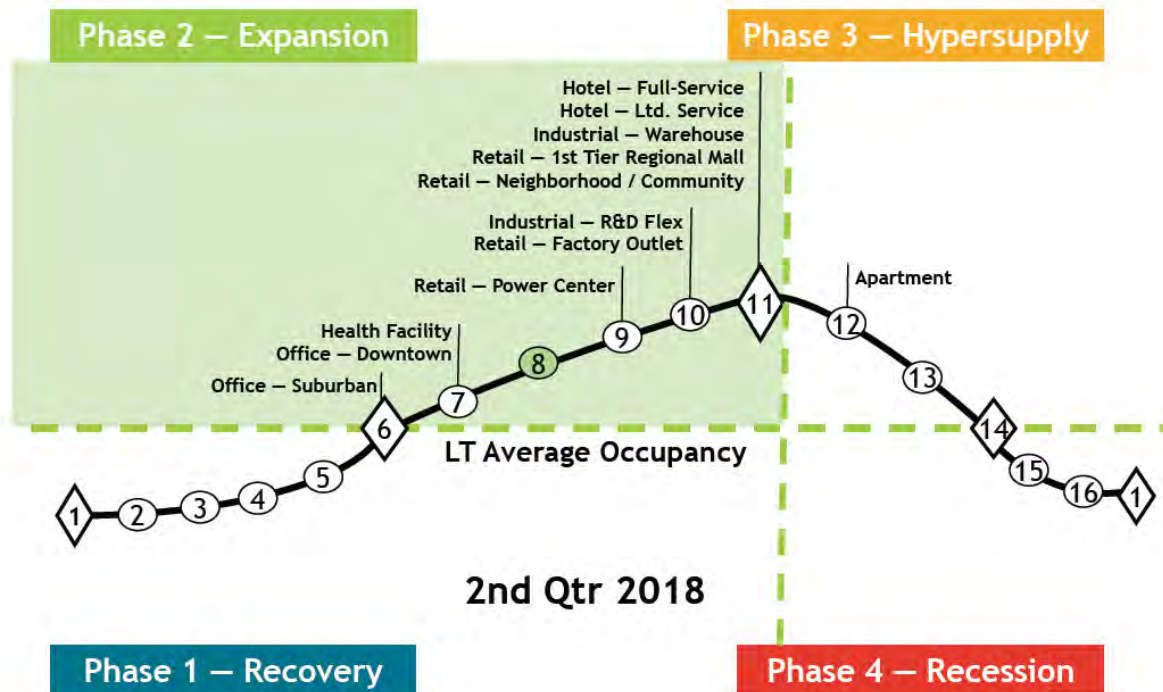 Phase 2 — Expansion
Phase 3 — Hypersupply
Hotel — Full-Service
Hotel — Ltd. Service
Industrial — Warehouse
Retail — 1st Tier Regional Mall
Retail — Neighborhood / Community
Industrial — R&D Flex
Retail — Factory Outlet
Retail — Power Center
Apartment
Health Facility
Office — Downtown
Office — Suburban
1
2
3
4
5
6
7
8
9
10
11
12
13
14
15
16
1
LT Average Occupancy
2nd Qtr 2018
Phase 1 — Recovery
Phase 4 — Recession